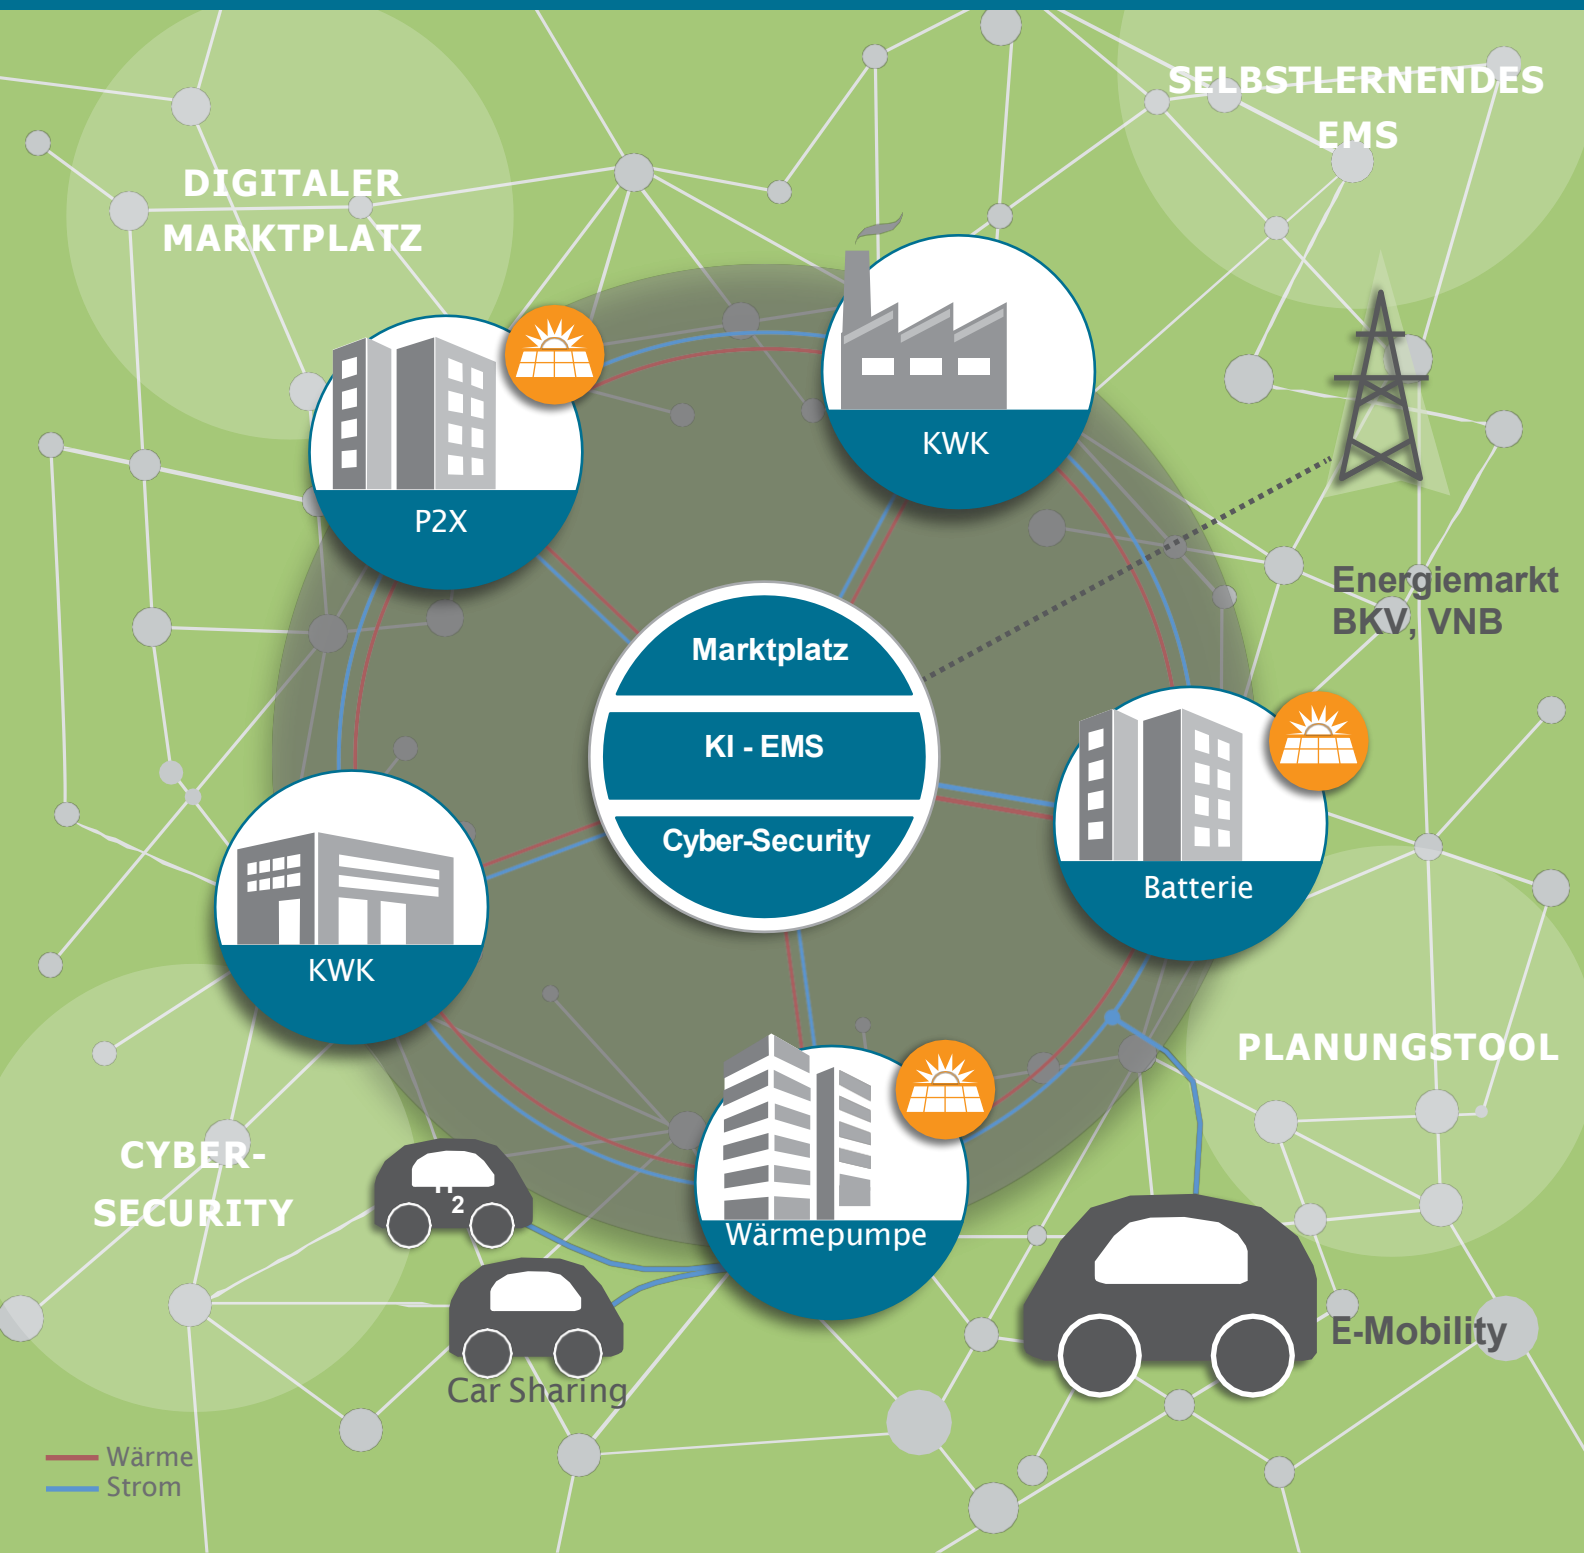 SELBSTLERNENDES
EMS
DIGITALER
MARKTPLATZ
KWK
P2X
Energiemarkt
BKV, VNB
Marktplatz
KI - EMS
Cyber-Security
Batterie
KWK
PLANUNGSTOOL
CYBER-
SECURITY
2
Wärmepumpe
E-Mobility
Car Sharing
Wärme
Strom